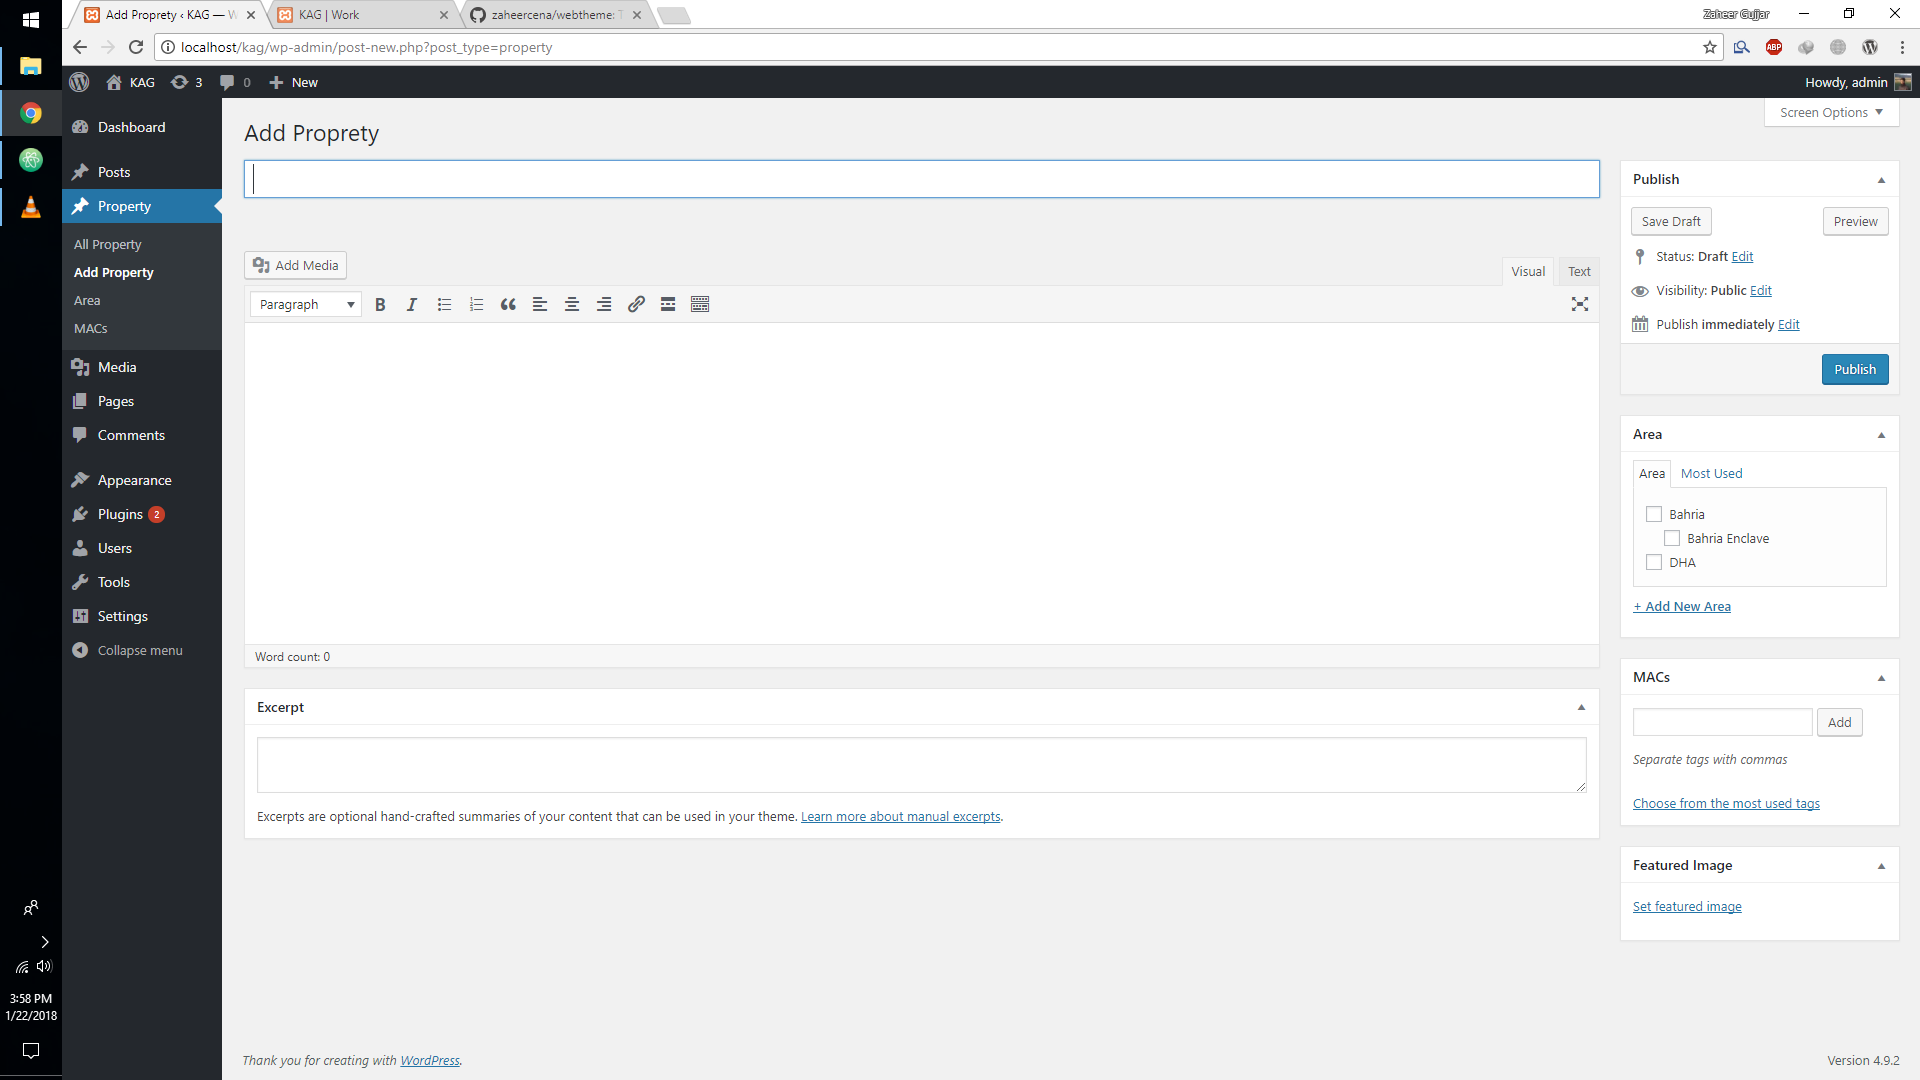 Add Proprety ‹ KAG — W
KAG | Work
zaheercena/webtheme: T
Zaheer Gujjar
localhost/kag/wp-admin/post-new.php?post_type=property
ABP
KAG
3
0
New
Howdy, admin
Screen Options
Dashboard
Posts
Property
All Property
Add Property
Area
MACs
Media
Pages
Comments
Appearance
Plugins 2
Users
Tools
Settings
Collapse menu
Add Proprety
Add Media
Visual
Text
Paragraph
B
I
Word count: 0
Excerpt
Excerpts are optional hand-crafted summaries of your content that can be used in your theme. Learn more about manual excerpts.
Publish
Save Draft
Preview
Status: Draft Edit
Visibility: Public Edit
Publish immediately Edit
Publish
Area
Area
Most Used
Bahria
Bahria Enclave
DHA
+ Add New Area
MACs
Add
Separate tags with commas
Choose from the most used tags
Featured Image
Set featured image
3:58 PM
1/22/2018
Thank you for creating with WordPress.
Version 4.9.2